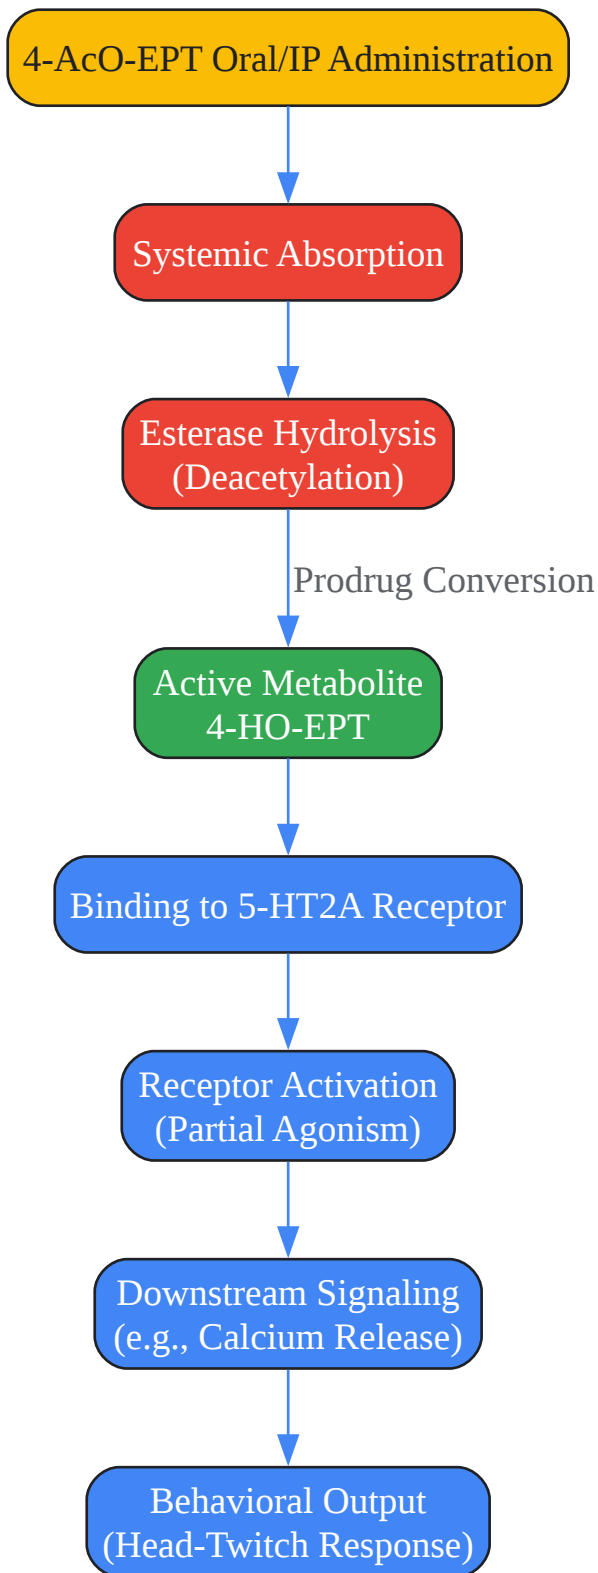 4-AcO-EPT Oral/IP Administration
Systemic Absorption
Esterase Hydrolysis
(Deacetylation)
Prodrug Conversion
Active Metabolite
4-HO-EPT
Binding to 5-HT2A Receptor
Receptor Activation
(Partial Agonism)
Downstream Signaling
(e.g., Calcium Release)
Behavioral Output
(Head-Twitch Response)